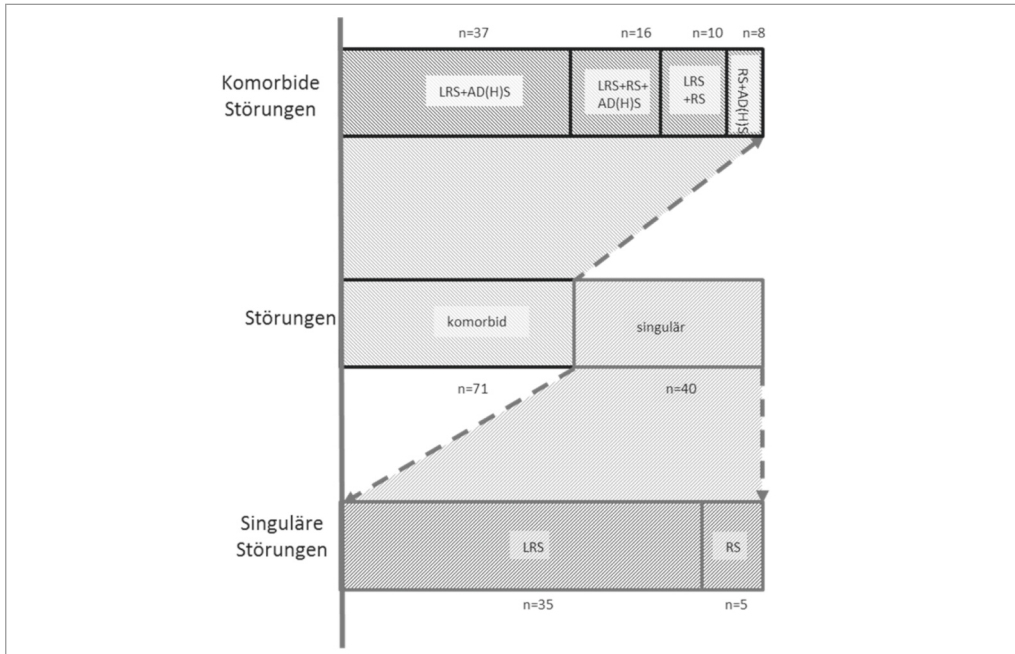 n=37
n=16
n=10
n=8
Komorbide
Störungen
LRS+AD(H)S
LRS+RS+
AD(H)S
LRS
+RS
RS+AD(H)S
Störungen
komorbid
singulär
n=71
n=40
Singuläre
Störungen
LRS
RS
n=35
n=5